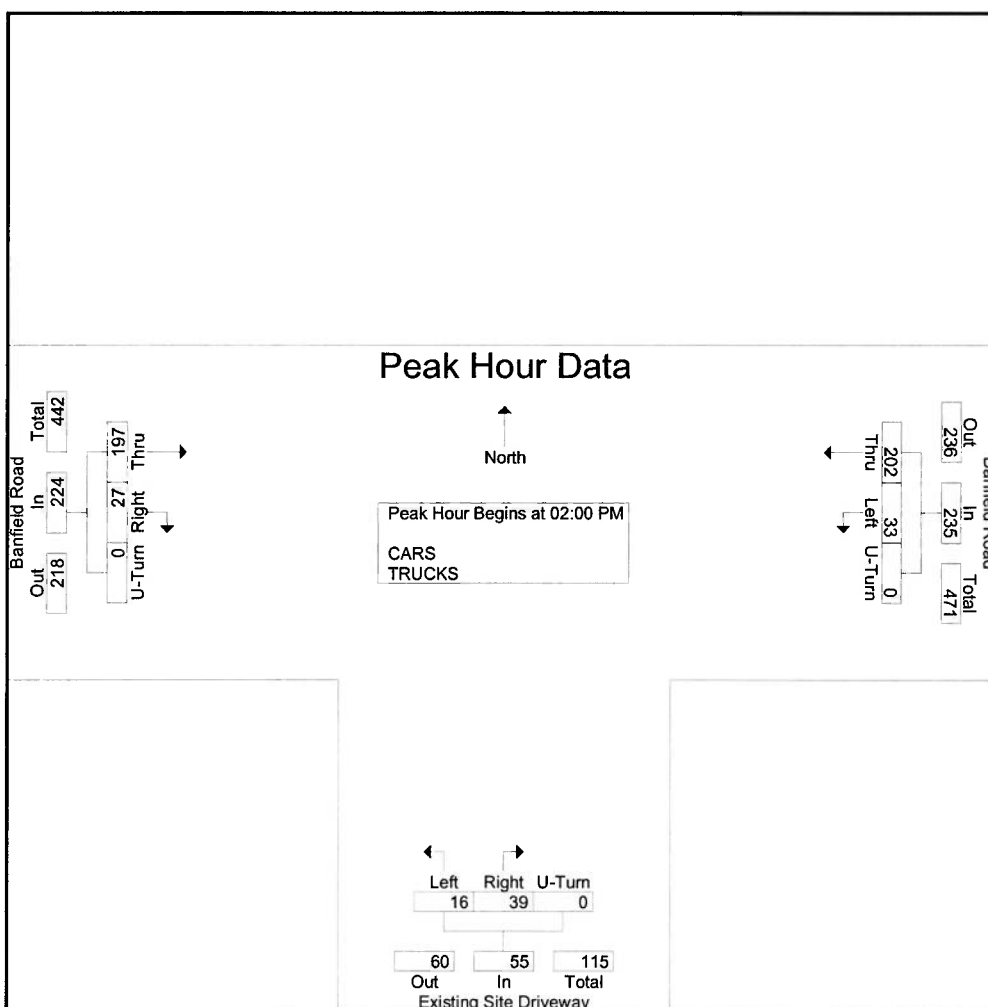 Peak Hour Data
North
Peak Hour Begins at 02:00 PM
CARS
TRUCKS
Banfield Road
Out In Total
218 224 442
197 27 0
Thru Right U-Turn
Banfield Road
Out In Total
236 235 471
202 33 0
Thru Left U-Turn
Left Right U-Turn
16 39 0
60 55 115
Out In Total
Existing Site Driveway